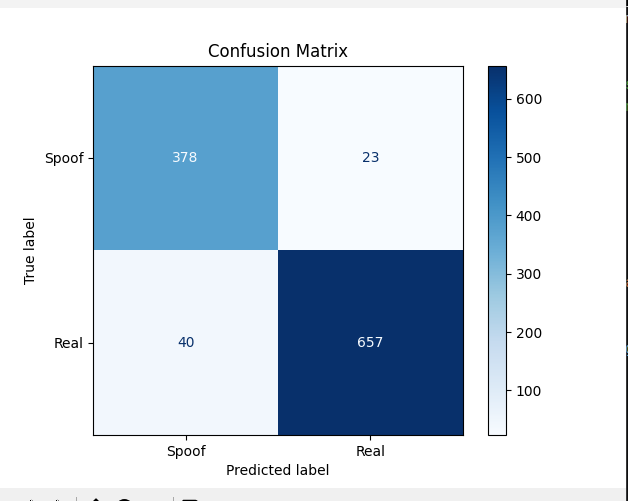 Confusion Matrix
600
500
400
300
200
100
Spoof
378
23
Real
40
657
True label
Spoof
Real
Predicted label